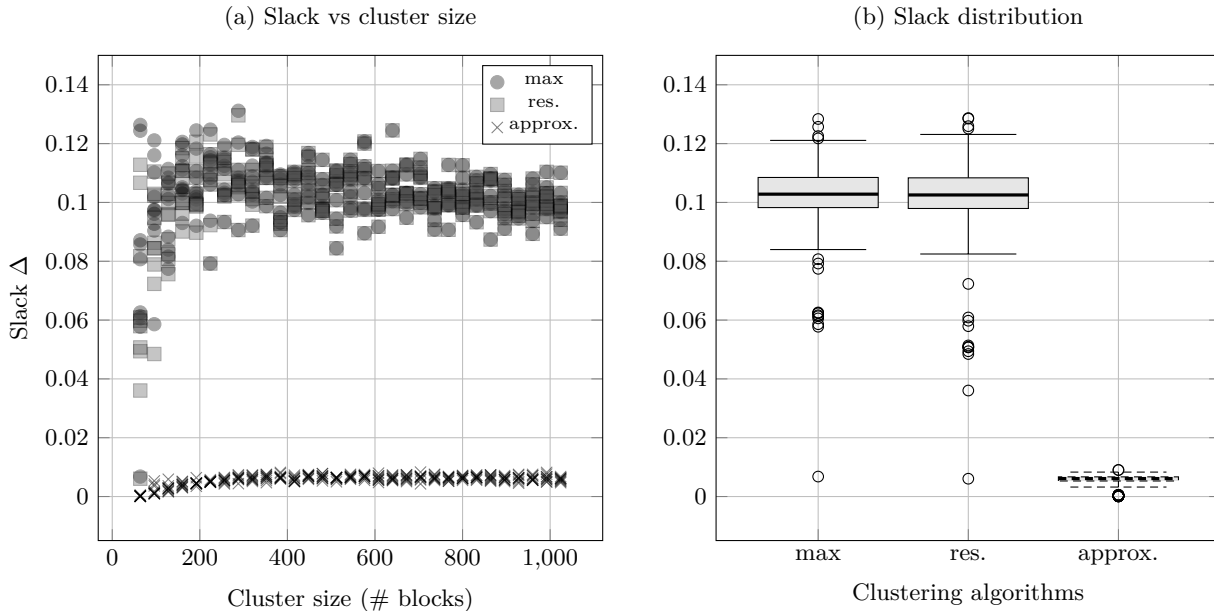 (a) Slack vs cluster size
0.14
0.12
0.1
0.08
0.06
0.04
0.02
0
Slack Δ
max
res.
approx.
0 200 400 600 800 1,000
Cluster size (# blocks)
(b) Slack distribution
0.14
0.12
0.1
0.08
0.06
0.04
0.02
0
max res. approx.
Clustering algorithms